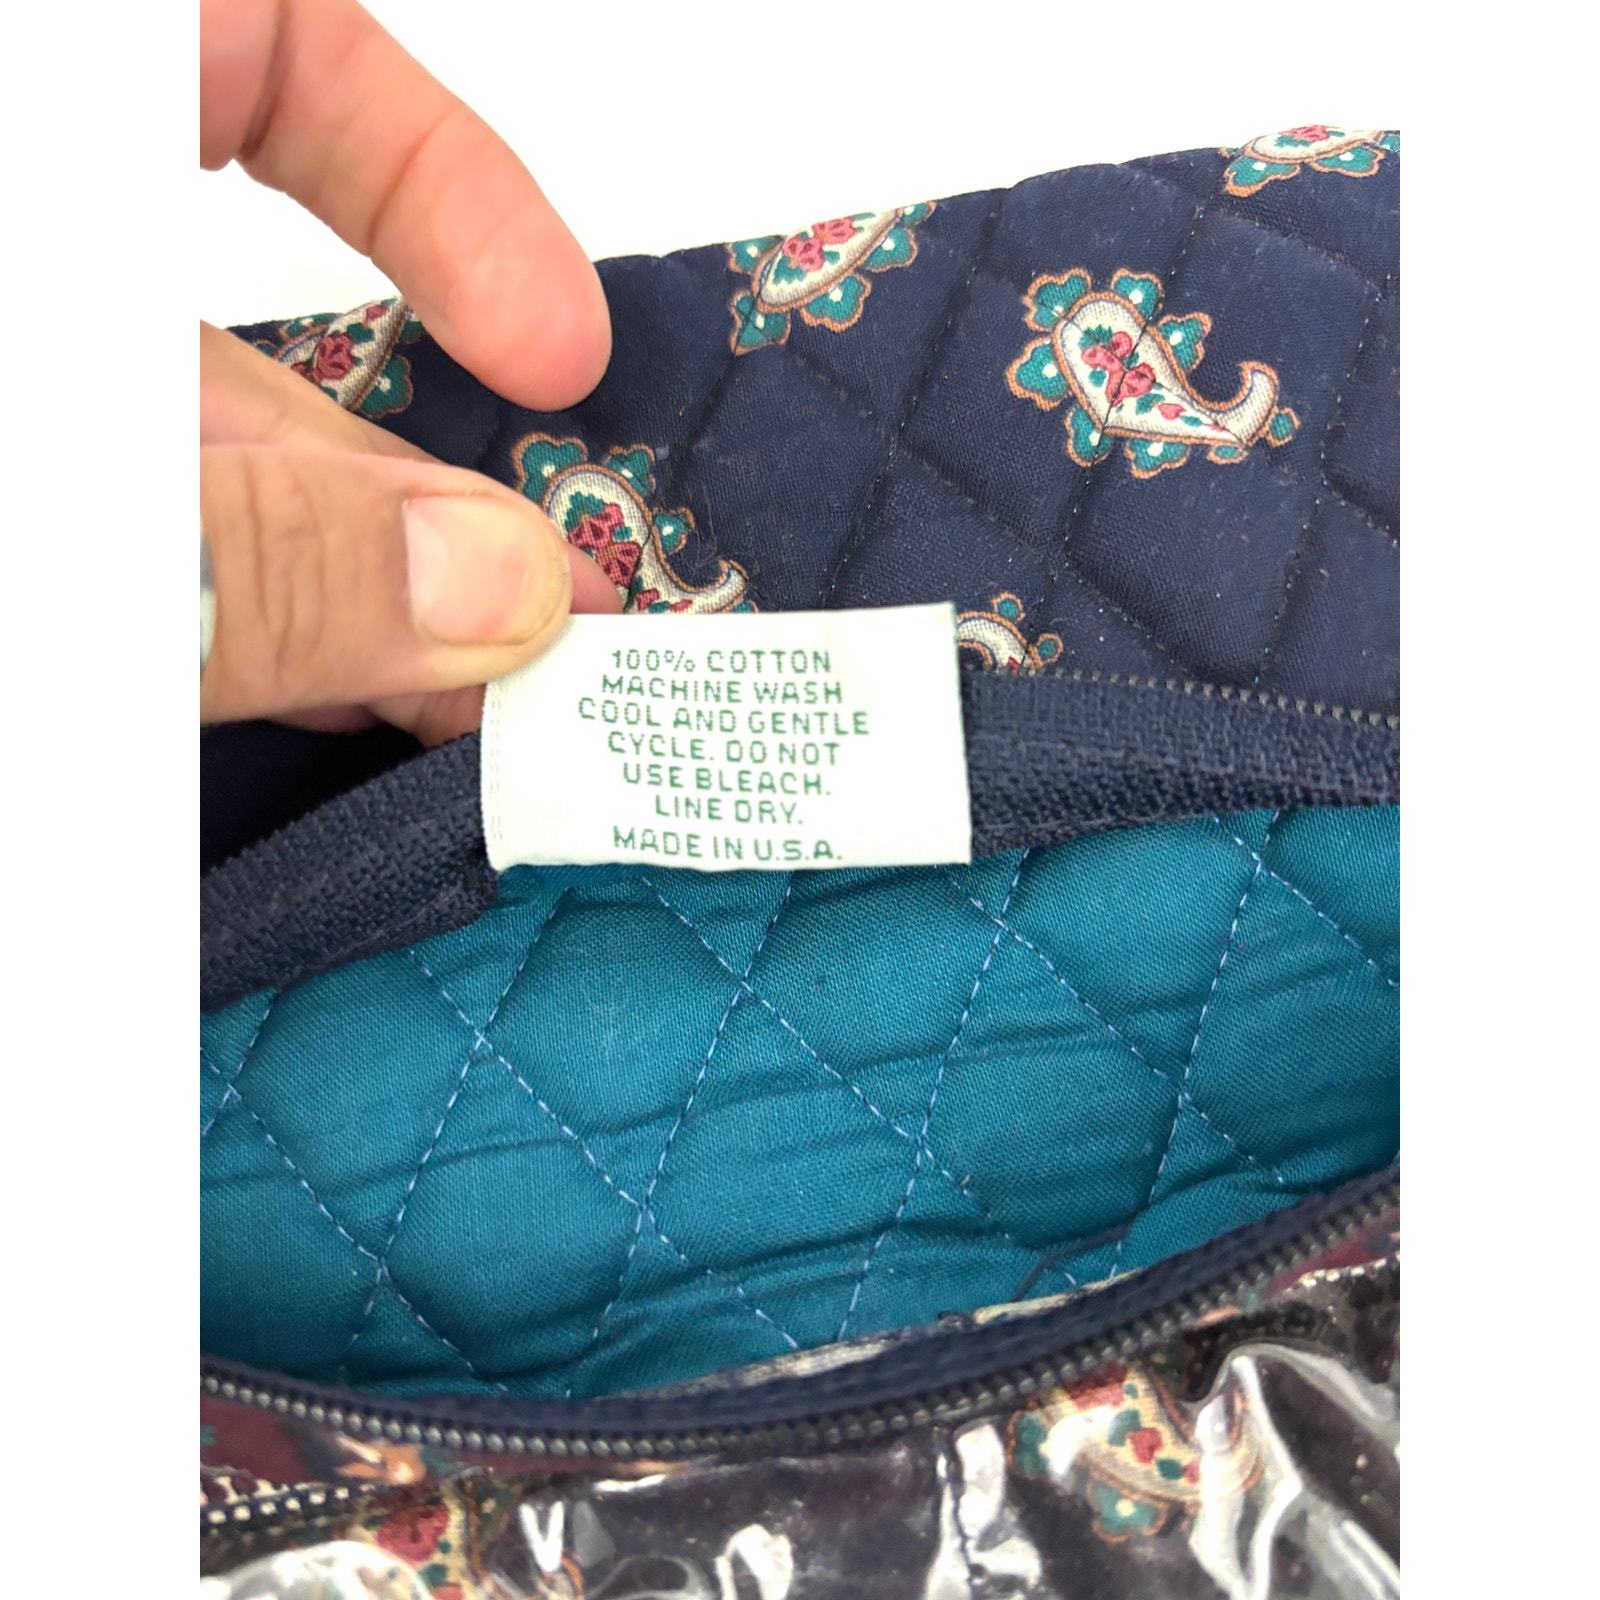 100% COTTON
MACHINE WASH
COOL AND GENTLE
CYCLE. DO NOT
USE BLEACH.
LINE DRY.
MADE IN U.S.A.